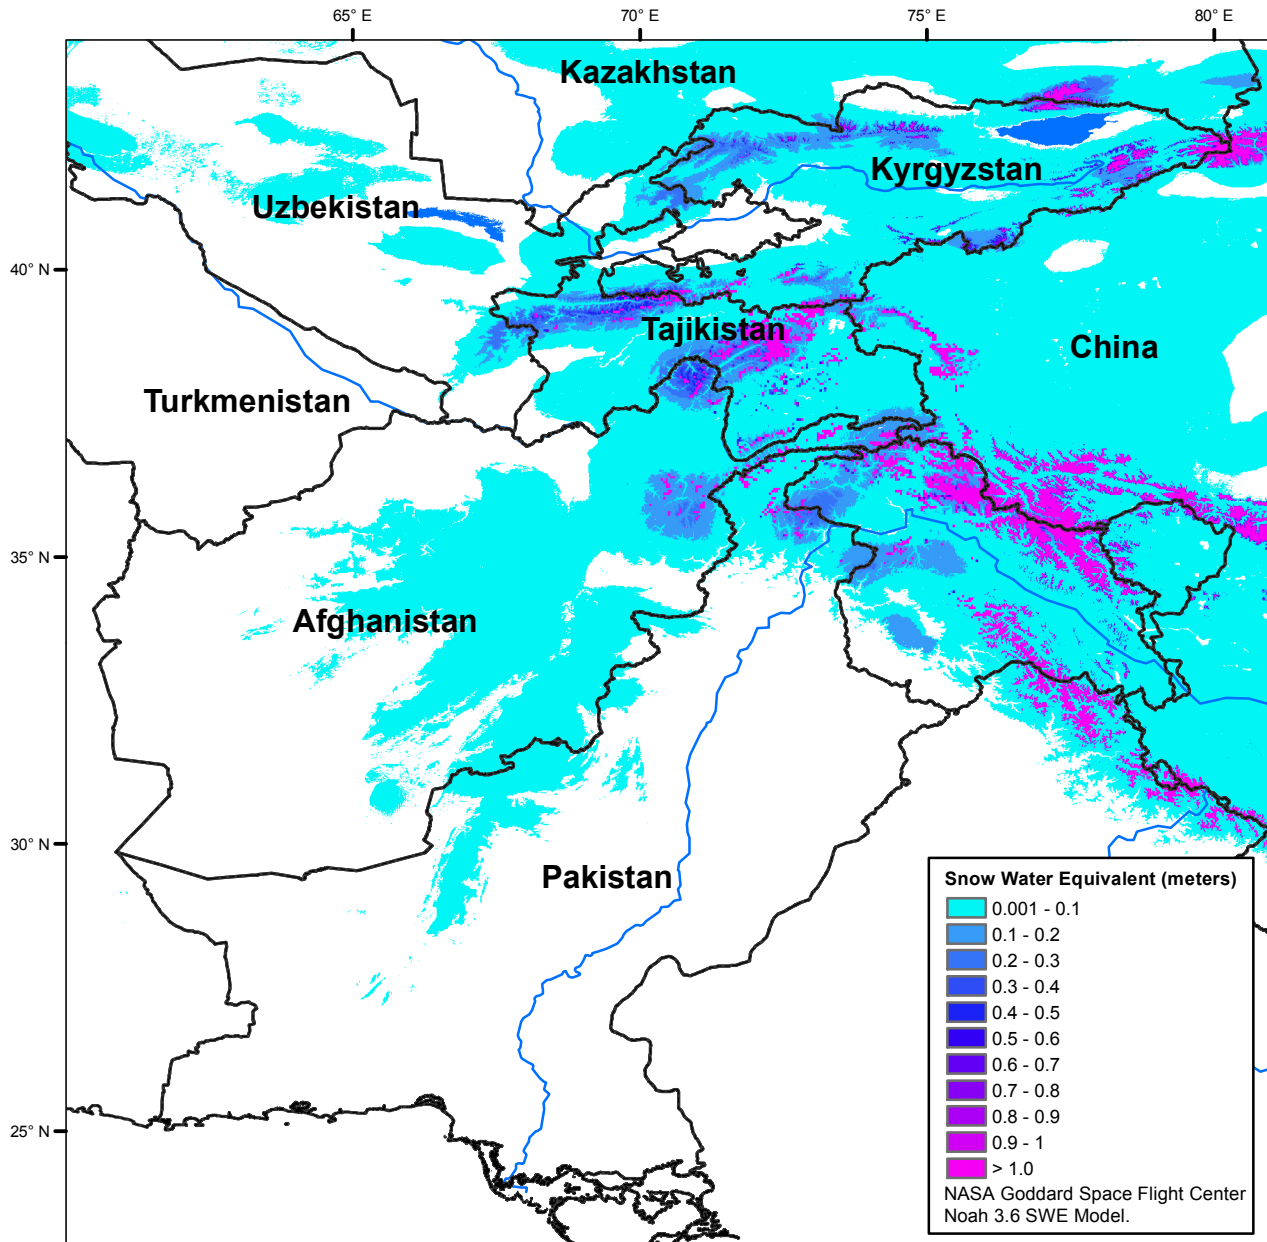 65° E
70° E
75° E
80° E
Kazakhstan
Kyrgyzstan
Uzbekistan
40° N
Tajikistan
China
Turkmenistan
35° N
Afghanistan
30° N
Pakistan
Snow Water Equivalent (meters)
0.001 - 0.1
0.1 - 0.2
0.2 - 0.3
0.3 - 0.4
0.4 - 0.5
0.5 - 0.6
0.6 - 0.7
0.7 - 0.8
0.8 - 0.9
0.9 - 1
> 1.0
NASA Goddard Space Flight Center
Noah 3.6 SWE Model.
25° N